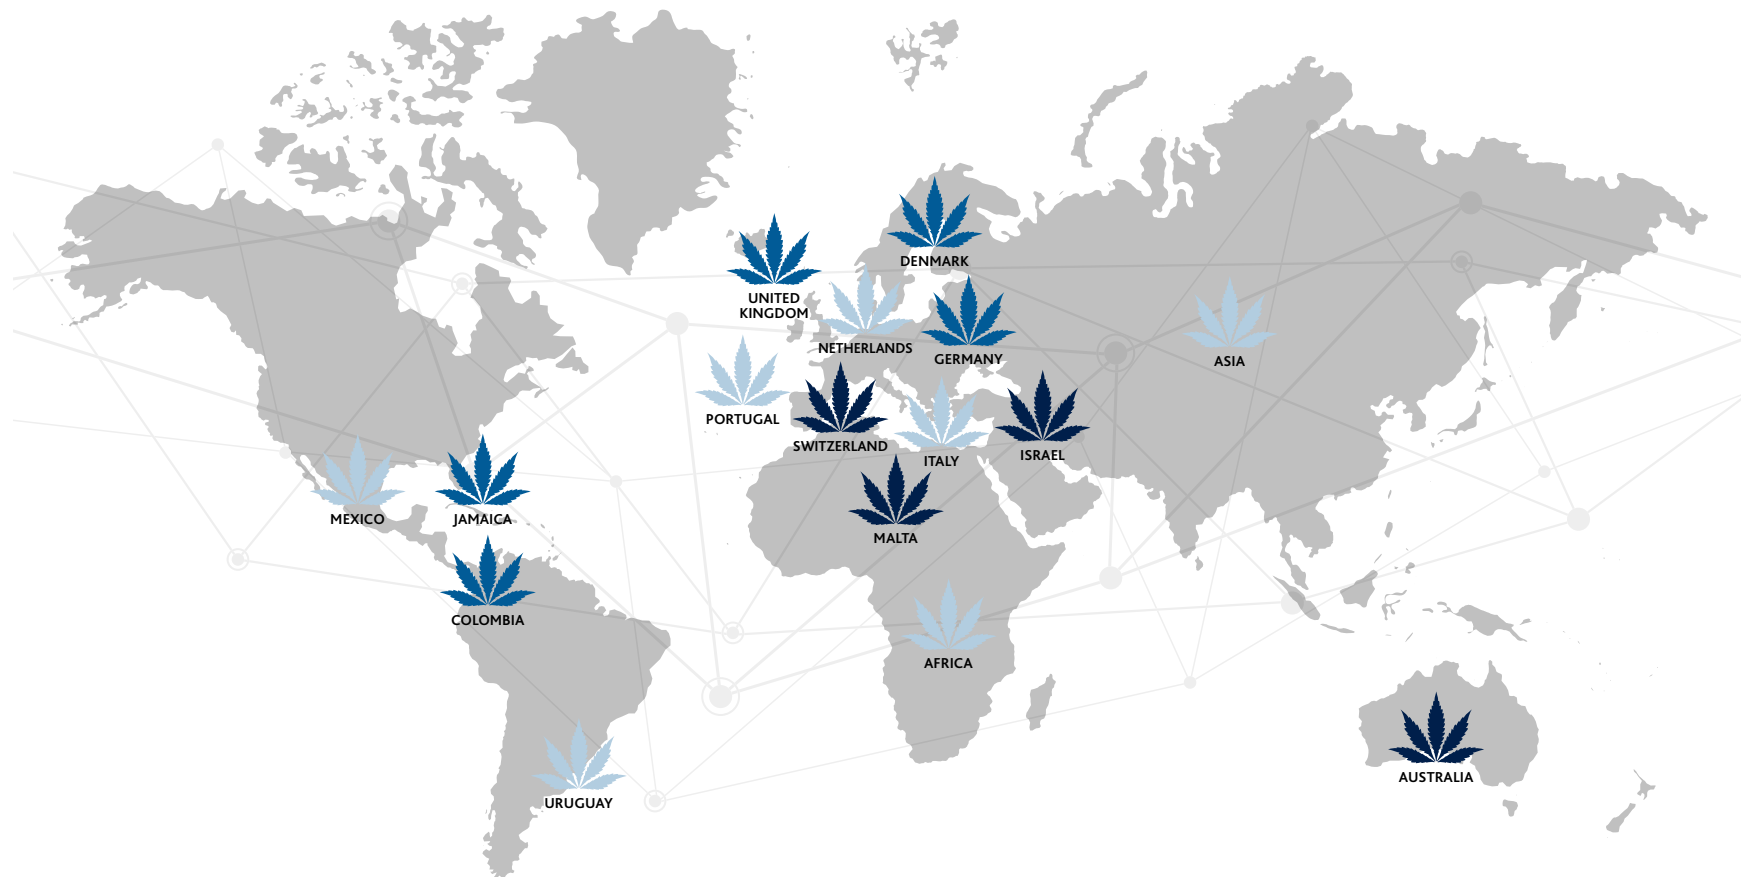 DENMARK
UNITED
KINGDOM
NETHERLANDS
GERMANY
ASIA
PORTUGAL
SWITZERLAND
ITALY
ISRAEL
MEXICO
JAMAICA
MALTA
COLOMBIA
AFRICA
AUSTRALIA
URUGUAY